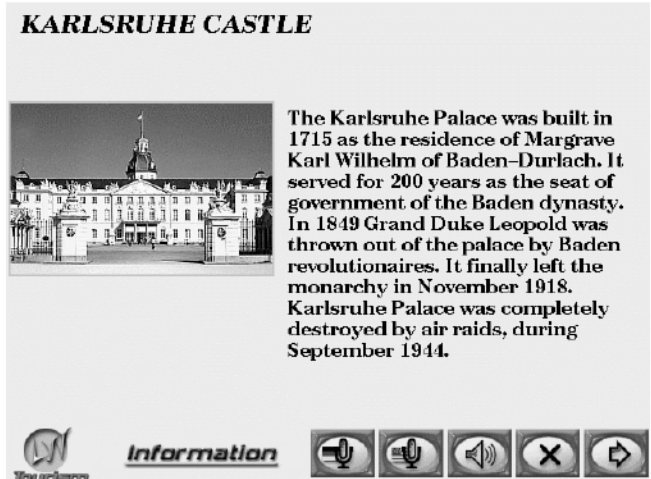 KARLSRUHE CASTLE
The Karlsruhe Palace was built in
1715 as the residence of Margrave
Karl Wilhelm of Baden–Durlach. It
served for 200 years as the seat of
government of the Baden dynasty.
In 1849 Grand Duke Leopold was
thrown out of the palace by Baden
revolutionaires. It finally left the
monarchy in November 1918.
Karlsruhe Palace was completely
destroyed by air raids, during
September 1944.
Information